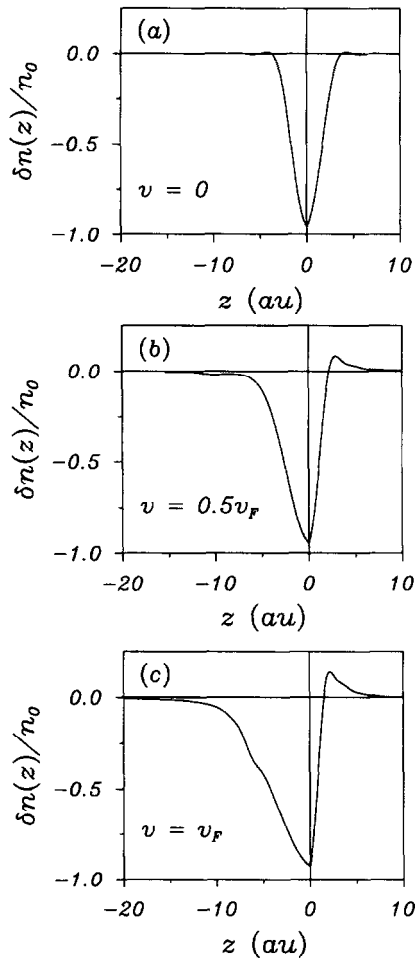 (a)
0.0
-0.5
-1.0
δn(z)/n₀
v = 0
-20
-10
0
10
z (au)
(b)
0.0
-0.5
-1.0
δn(z)/n₀
v = 0.5v_F
-20
-10
0
10
z (au)
(c)
0.0
-0.5
-1.0
δn(z)/n₀
v = v_F
-20
-10
0
10
z (au)